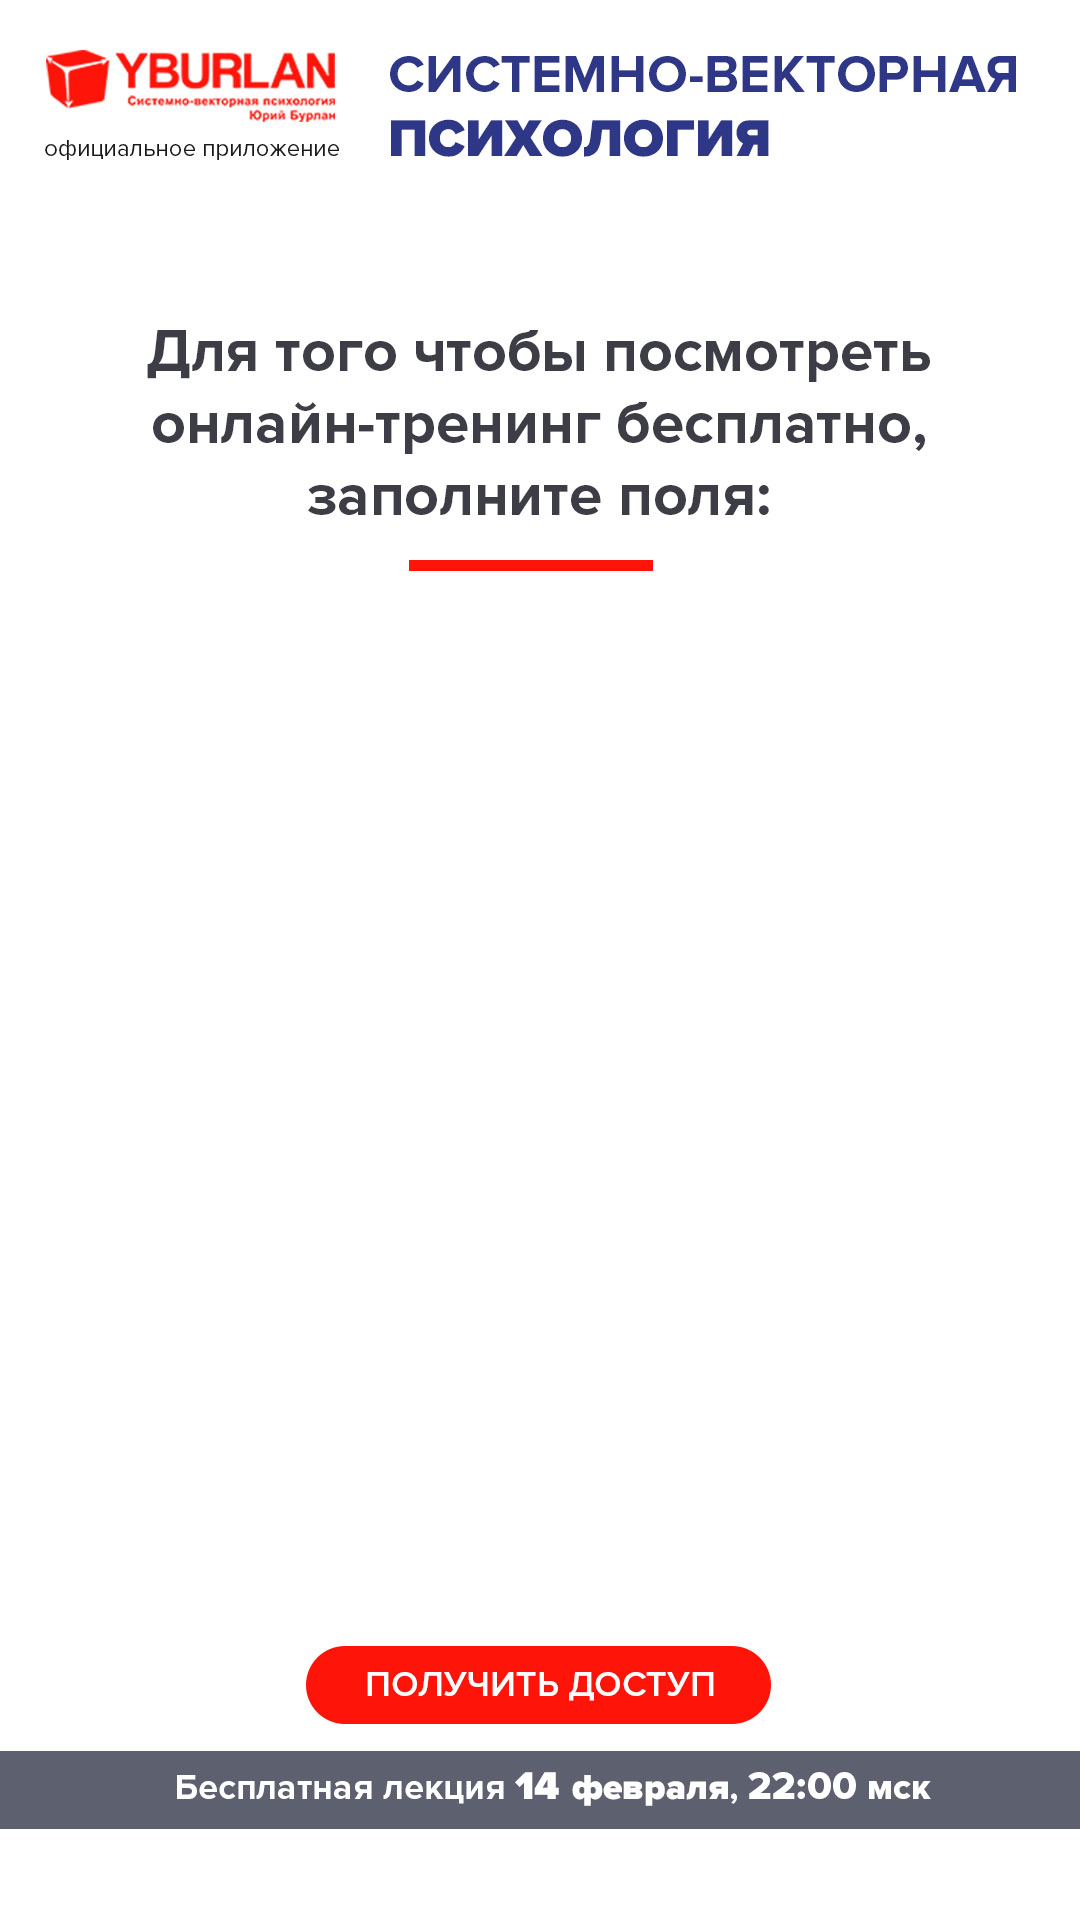 YBURLAN
Системно-векторная психология
Юрий Бурлан
официальное приложение
СИСТЕМНО-ВЕКТОРНАЯ
ПСИХОЛОГИЯ
Для того чтобы посмотреть
онлайн-тренинг бесплатно,
заполните поля:
ПОЛУЧИТЬ ДОСТУП
Бесплатная лекция 14 февраля, 22:00 мск